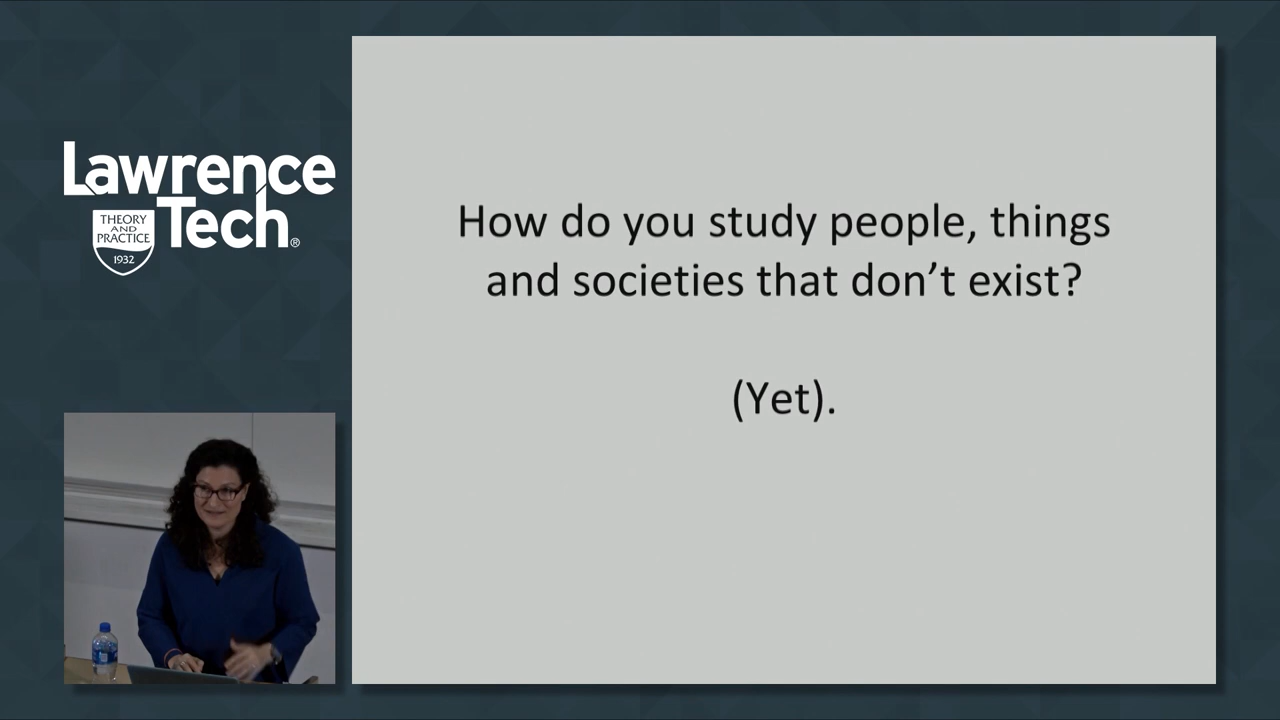 Lawrence
Tech®
THEORY
AND
PRACTICE
1932
How do you study people, things
and societies that don’t exist?
(Yet).